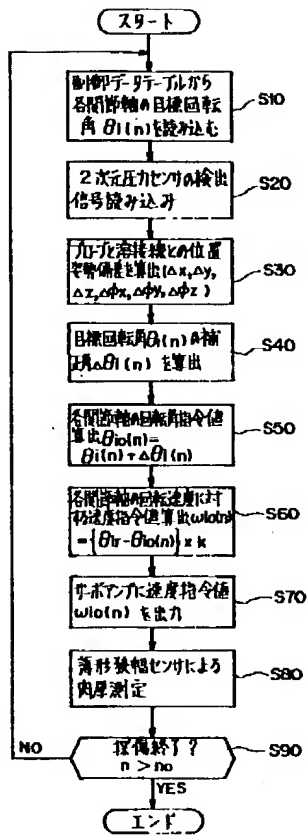 スタート
制御データテーブルから
各関節軸の目標回転
角θi(n)を読み込む
S10
2次元圧力センサの検出
信号読み込み
S20
プローブと溶接線との位置
姿勢偏差を算出(Δx,Δy,
Δz,Δφx,Δφy,Δφz)
S30
目標回転角θi(n)の補
正角Δθi(n)を算出
S40
各関節軸の回転角指令値
算出θio(n)=
θi(n)+Δθi(n)
S50
各関節軸の回転速度に対
する速度指令値算出ωio(n)
={θir-θio(n)}×k
S60
サーボアンプに速度指令値
ωio(n)を出力
S70
薄形狭幅センサによる
肉厚測定
S80
探傷終了?
n>no
S90
NO
YES
エンド